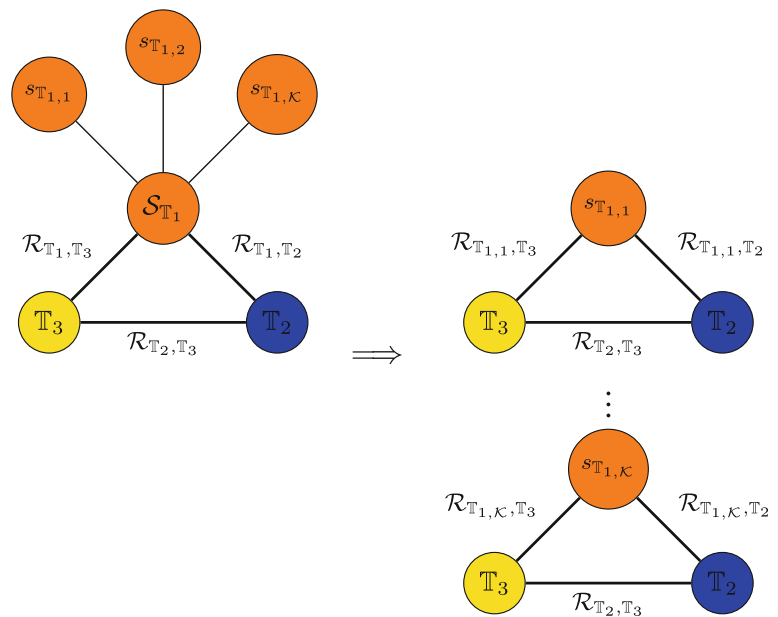 s_{𝕋_{1,1}}
s_{𝕋_{1,2}}
s_{𝕋_{1,𝒦}}
𝒮_{𝕋_1}
ℛ_{𝕋_1,𝕋_3}
ℛ_{𝕋_1,𝕋_2}
𝕋_3
𝕋_2
ℛ_{𝕋_2,𝕋_3}
⟹
s_{𝕋_{1,1}}
ℛ_{𝕋_{1,1},𝕋_3}
ℛ_{𝕋_{1,1},𝕋_2}
𝕋_3
𝕋_2
ℛ_{𝕋_2,𝕋_3}
⋮
s_{𝕋_{1,𝒦}}
ℛ_{𝕋_{1,𝒦},𝕋_3}
ℛ_{𝕋_{1,𝒦},𝕋_2}
𝕋_3
𝕋_2
ℛ_{𝕋_2,𝕋_3}